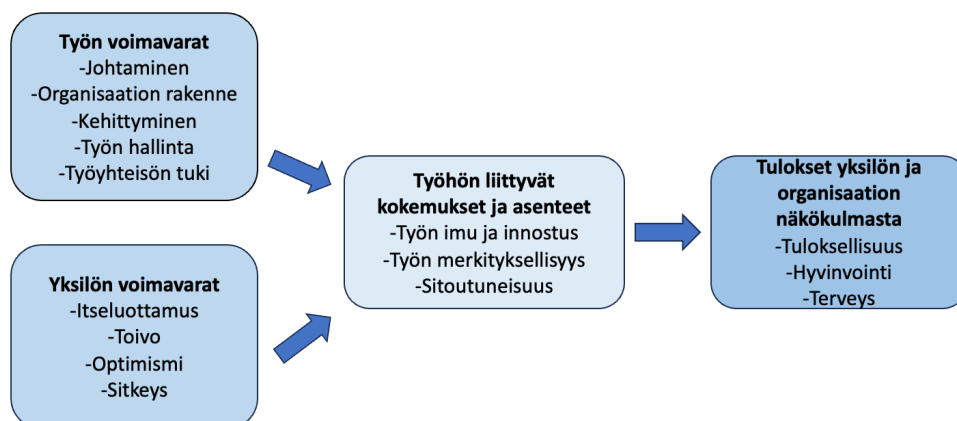 Työn voimavarat
-Johtaminen
-Organisaation rakenne
-Kehittyminen
-Työn hallinta
-Työyhteisön tuki
Yksilön voimavarat
-Itseluottamus
-Toivo
-Optimismi
-Sitkeys
Työhön liittyvät
kokemukset ja asenteet
-Työn imu ja innostus
-Työn merkityksellisyys
-Sitoutuneisuus
Tulokset yksilön ja
organisaation
näkökulmasta
-Tuloksellisuus
-Hyvinvointi
-Terveys